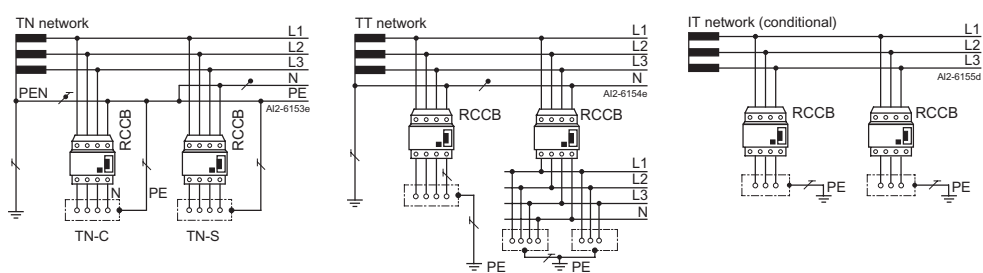 TN network
L1
L2
L3
N
PEN
PE
AI2-6153e
RCCB
RCCB
N
PE
TN-C
TN-S
TT network
L1
L2
L3
N
AI2-6154e
RCCB
RCCB
L1
L2
L3
N
PE
PE
IT network (conditional)
L1
L2
L3
AI2-6155d
RCCB
RCCB
PE
PE